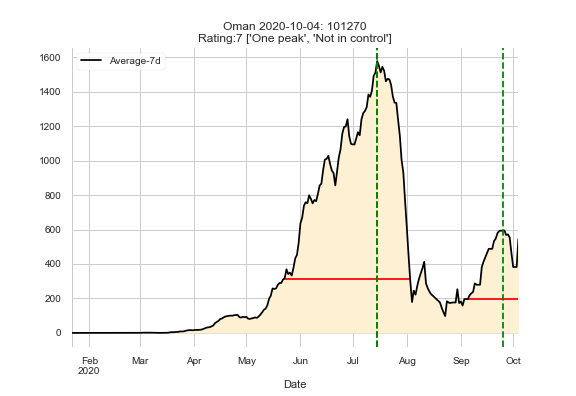 Oman 2020-10-04: 101270
Rating:7 ['One peak', 'Not in control']
Average-7d
1600
1400
1200
1000
800
600
400
200
0
Feb Mar Apr May Jun Jul Aug Sep Oct
2020
Date